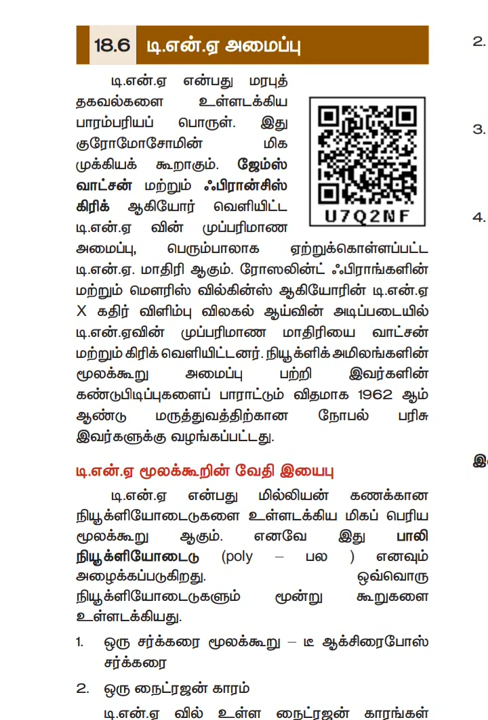 18.6 டி.என்.ஏ அமைப்பு
டி.என்.ஏ என்பது மரபுத்
தகவல்களை உள்ளடக்கிய
பாரம்பரியப் பொருள். இது
குரோமோசோமின் மிக
முக்கியக் கூறாகும். ஜேம்ஸ்
வாட்சன் மற்றும் ஃபிரான்சிஸ்
கிரிக் ஆகியோர் வெளியிட்ட
டி.என்.ஏ வின் முப்பரிமாண
U7Q2NF
அமைப்பு, பெரும்பாலாக ஏற்றுக்கொள்ளப்பட்ட
டி.என்.ஏ. மாதிரி ஆகும். ரோஸலின்ட் ஃபிராங்களின்
மற்றும் மௌரிஸ் வில்கின்ஸ் ஆகியோரின் டி.என்.ஏ
X கதிர் விளிம்பு விலகல் ஆய்வின் அடிப்படையில்
டி.என்.ஏவின் முப்பரிமாண மாதிரியை வாட்சன்
மற்றும் கிரிக் வெளியிட்டனர். நியூக்ளிக் அமிலங்களின்
மூலக்கூறு அமைப்பு பற்றி இவர்களின்
கண்டுபிடிப்புகளைப் பாராட்டும் விதமாக 1962 ஆம்
ஆண்டு மருத்துவத்திற்கான நோபல் பரிசு
இவர்களுக்கு வழங்கப்பட்டது.
டி.என்.ஏ மூலக்கூறின் வேதி இயைபு
டி.என்.ஏ என்பது மில்லியன் கணக்கான
நியூக்ளியோடைடுகளை உள்ளடக்கிய மிகப் பெரிய
மூலக்கூறு ஆகும். எனவே இது பாலி
நியூக்ளியோடைடு (poly – பல ) எனவும்
அழைக்கப்படுகிறது. ஒவ்வொரு
நியூக்ளியோடைடுகளும் மூன்று கூறுகளை
உள்ளடக்கியது.
1. ஒரு சர்க்கரை மூலக்கூறு – டீ ஆக்சிரைபோஸ்
சர்க்கரை
2. ஒரு நைட்ரஜன் காரம்
டி.என்.ஏ வில் உள்ள நைட்ரஜன் காரங்கள்
2.
3.
4.